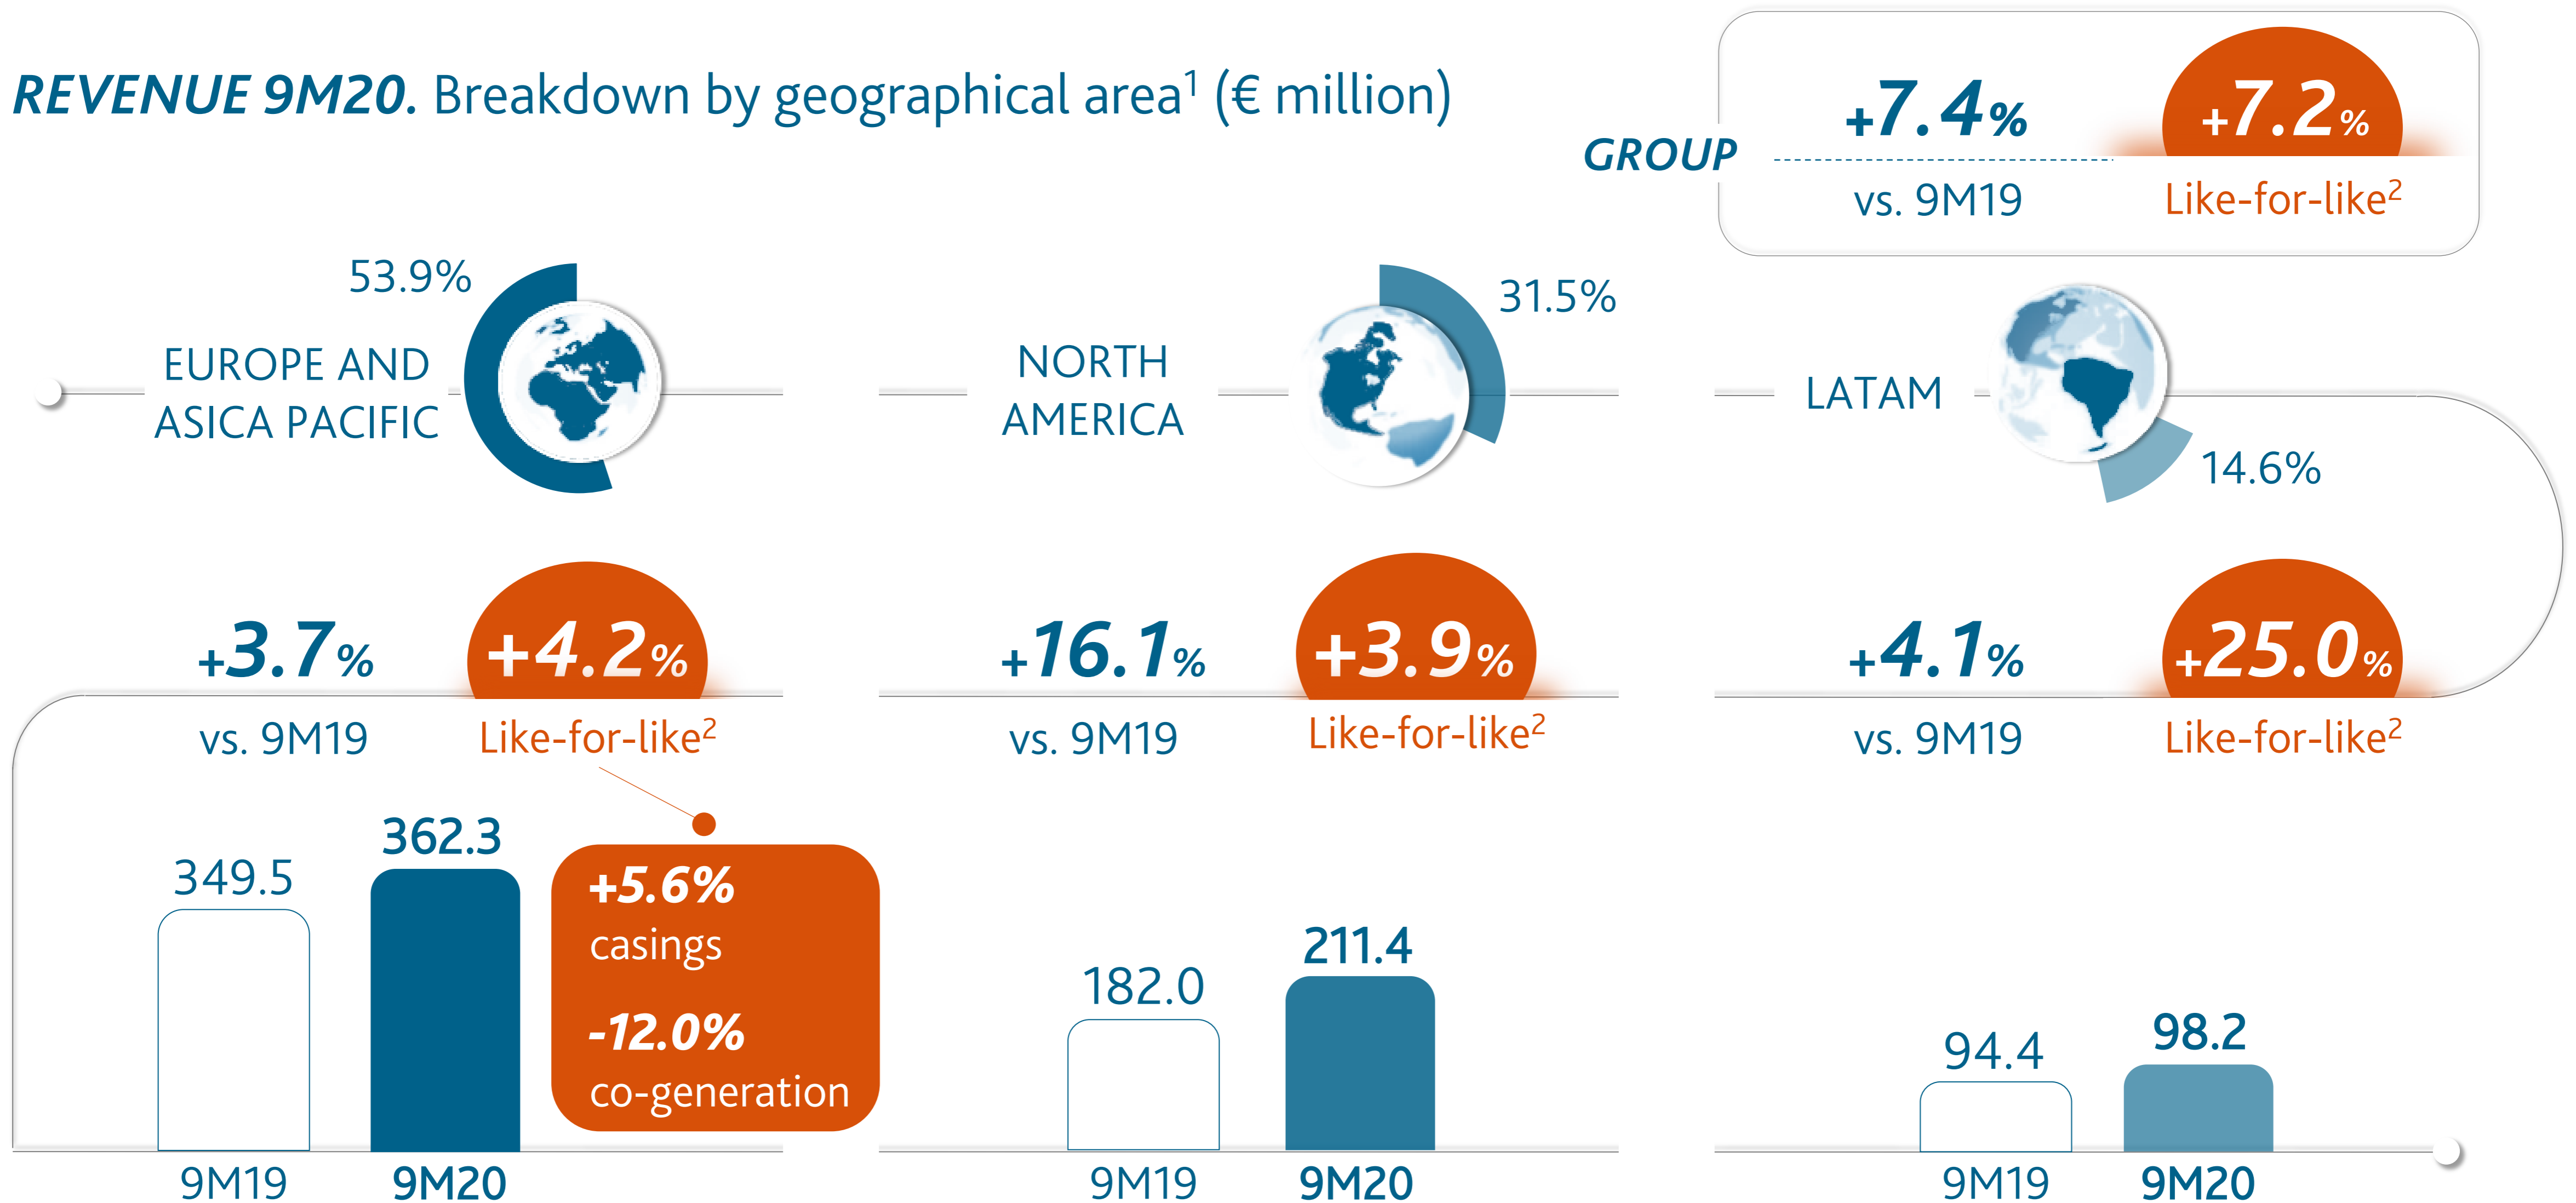 REVENUE 9M20. Breakdown by geographical area¹ (€ million)
GROUP
+7.4%
vs. 9M19
+7.2%
Like-for-like²
53.9%
EUROPE AND
ASICA PACIFIC
31.5%
NORTH
AMERICA
LATAM
14.6%
+3.7%
vs. 9M19
+4.2%
Like-for-like²
+16.1%
vs. 9M19
+3.9%
Like-for-like²
+4.1%
vs. 9M19
+25.0%
Like-for-like²
349.5
362.3
+5.6%
casings
-12.0%
co-generation
9M19
9M20
182.0
211.4
9M19
9M20
94.4
98.2
9M19
9M20